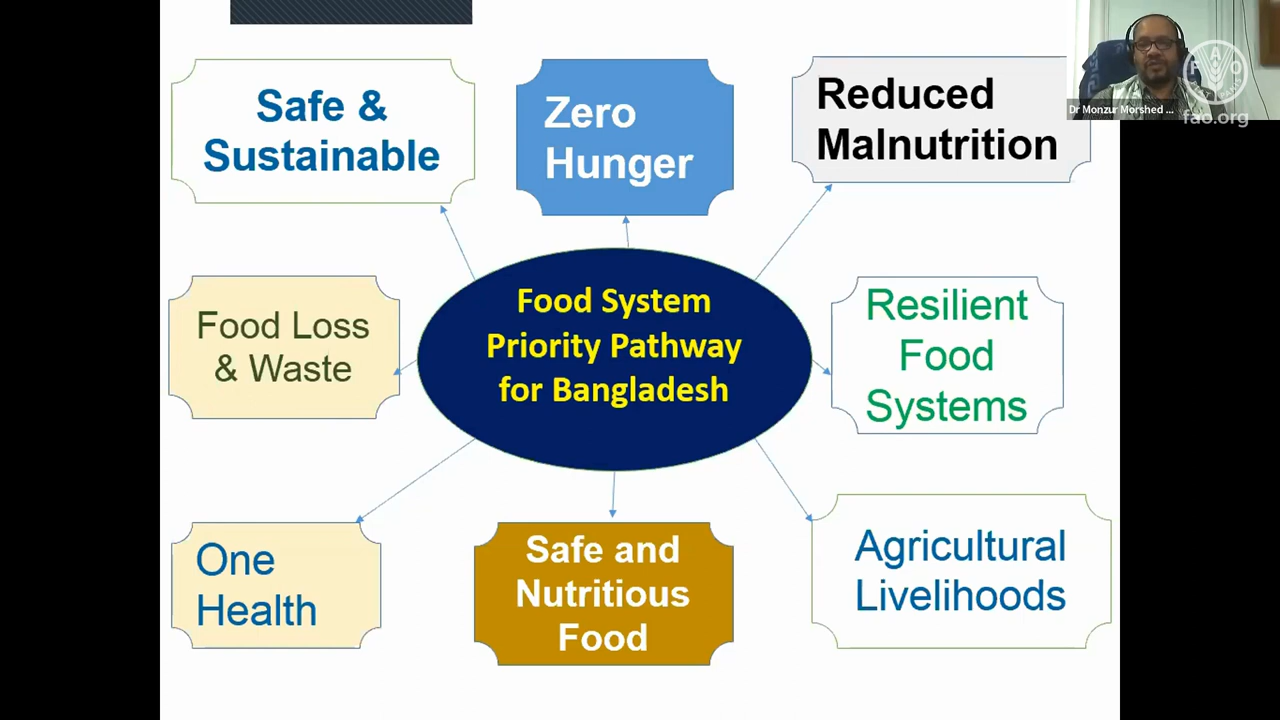 Safe &
Sustainable
Zero
Hunger
Reduced
Malnutrition
Dr Monzur Morshed ...
FAO
fao.org
Food System
Priority Pathway
for Bangladesh
Food Loss
& Waste
Resilient
Food
Systems
One
Health
Safe and
Nutritious
Food
Agricultural
Livelihoods